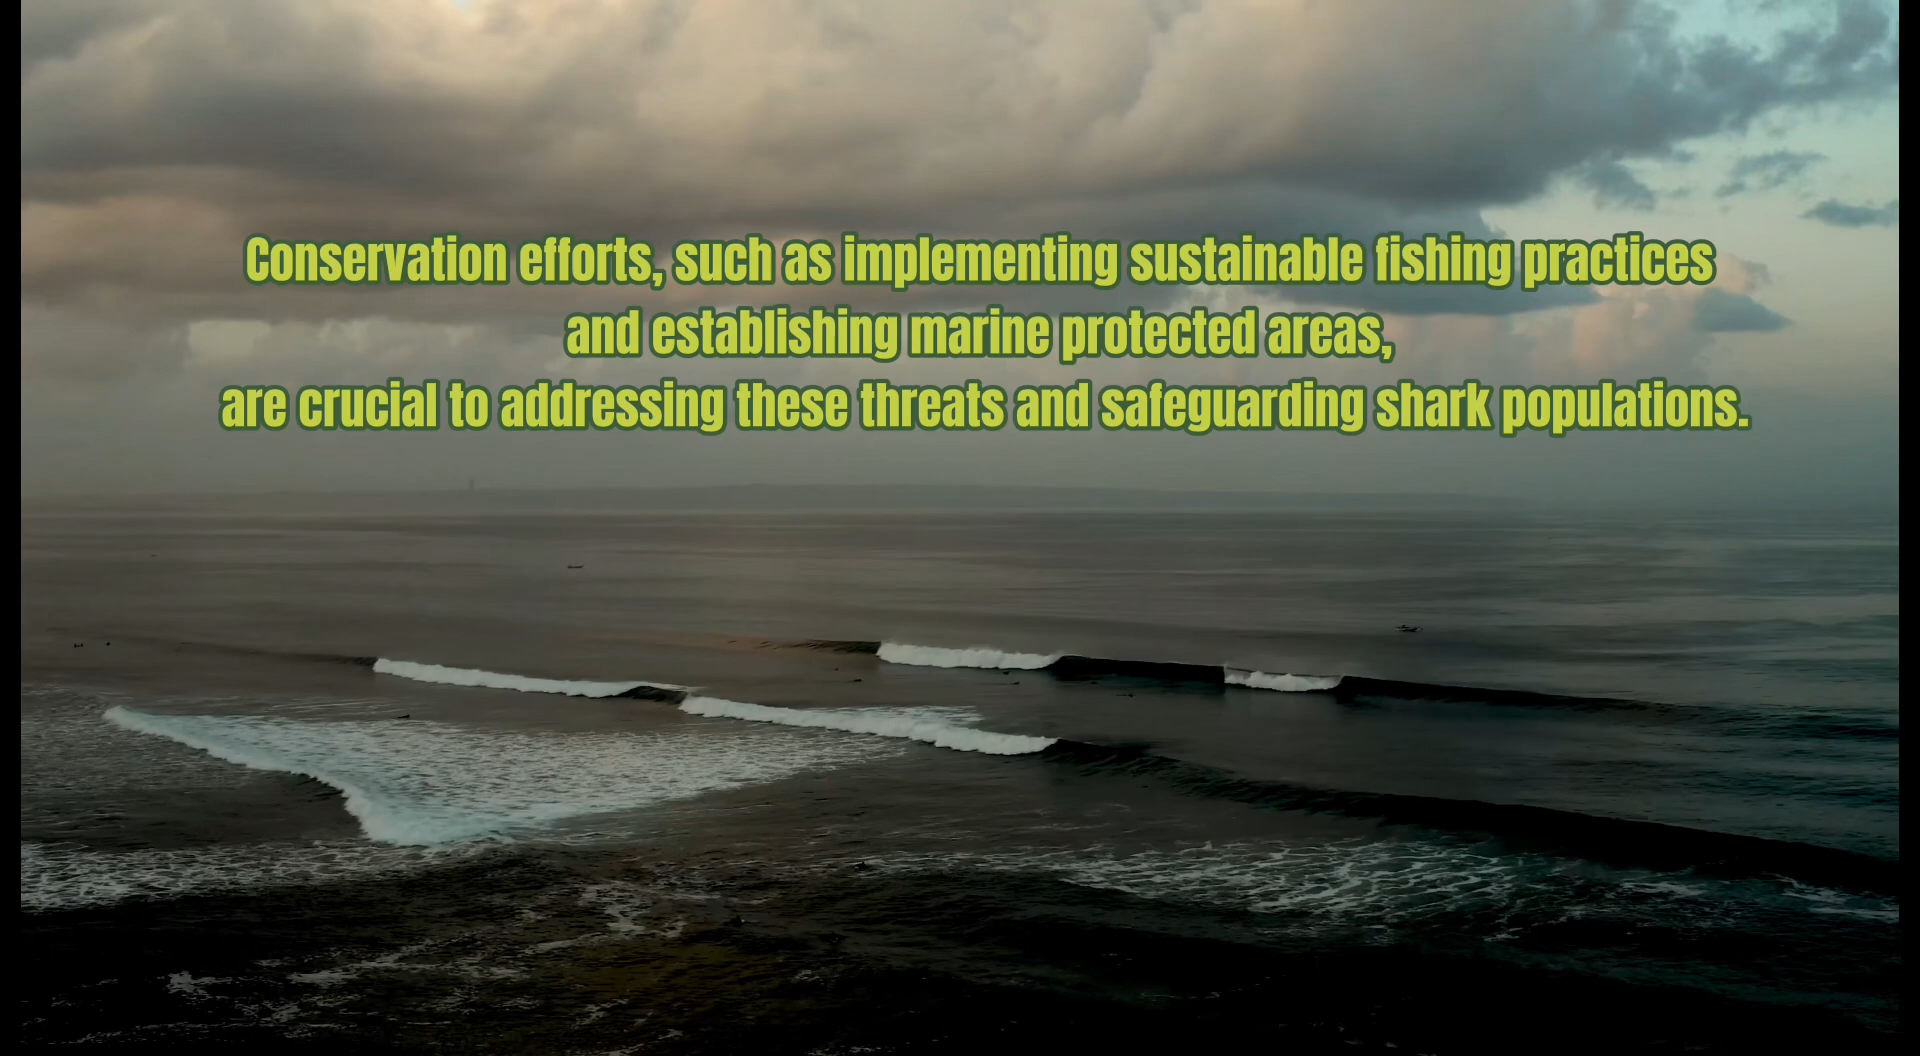 Conservation efforts, such as implementing sustainable fishing practices
and establishing marine protected areas,
are crucial to addressing these threats and safeguarding shark populations.